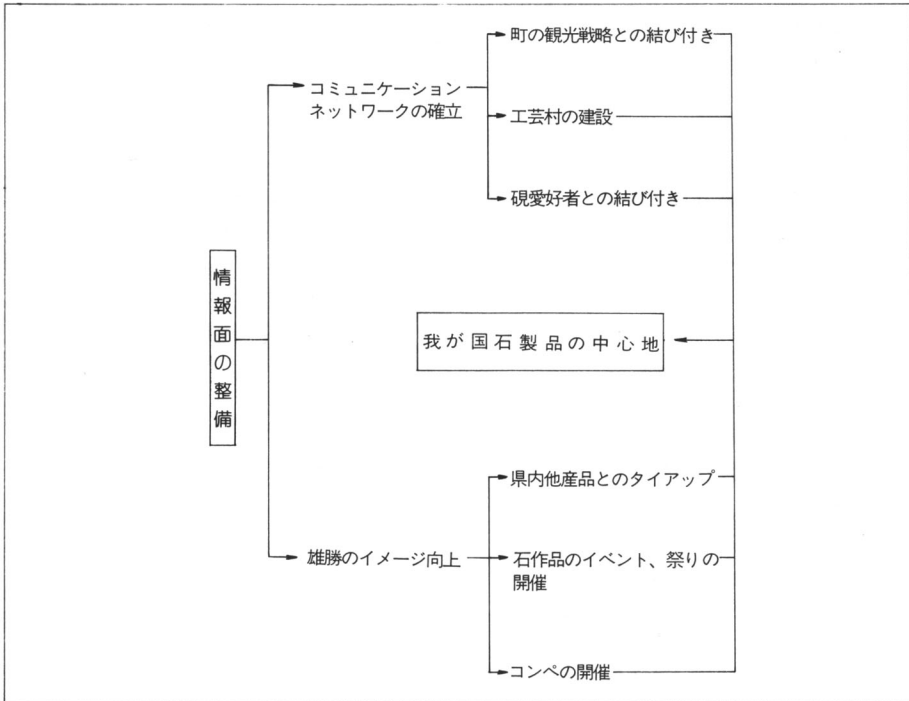 町の観光戦略との結び付き
コミュニケーション
ネットワークの確立
工芸村の建設
硯愛好者との結び付き
情報面の整備
我が国石製品の中心地
県内他産品とのタイアップ
雄勝のイメージ向上
石作品のイベント、祭りの
開催
コンペの開催